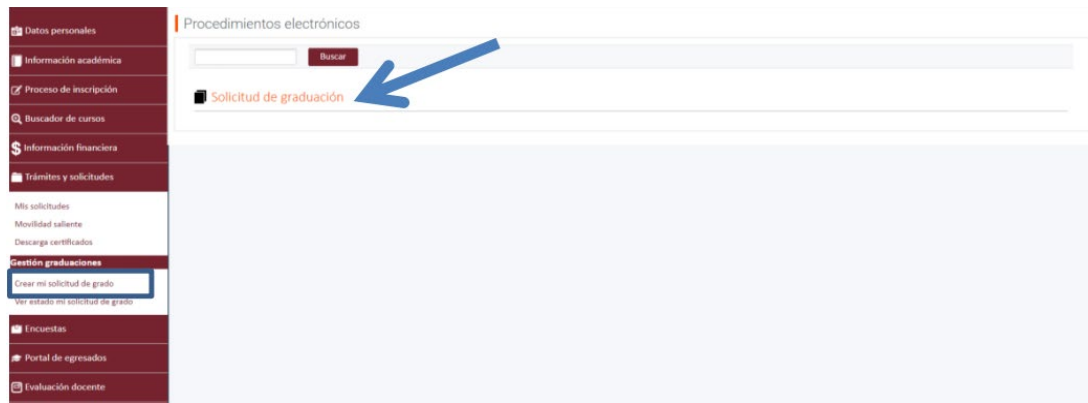 Datos personales
Información académica
Proceso de inscripción
Buscador de cursos
Información financiera
Trámites y solicitudes
Mis solicitudes
Movilidad saliente
Descarga certificados
Gestión graduaciones
Crear mi solicitud de grado
Ver estado mi solicitud de grado
Encuestas
Portal de egresados
Evaluación docente
Procedimientos electrónicos
Buscar
Solicitud de graduación